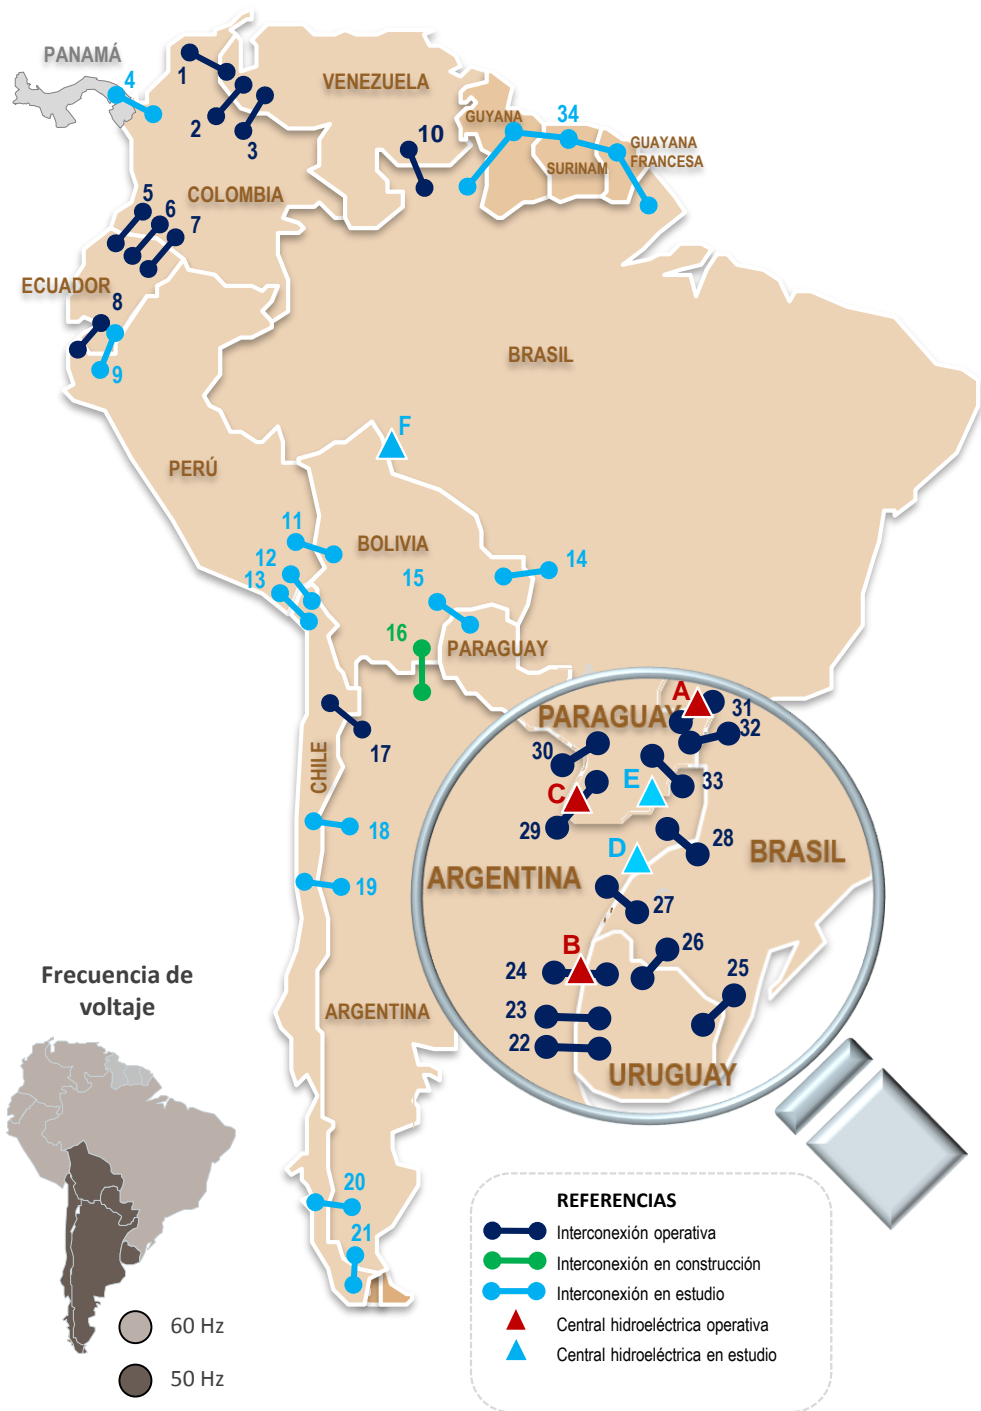 PANAMÁ
4
1
2
3
VENEZUELA
10
GUYANA
34
GUAYANA
FRANCESA
SURINAM
COLOMBIA
5
6
7
ECUADOR
8
9
BRASIL
F
PERÚ
11
BOLIVIA
12
13
14
15
16
PARAGUAY
17
CHILE
18
19
ARGENTINA
A
31
PARAGUAY
32
30
E
33
C
29
28
D
BRASIL
ARGENTINA
27
26
B
24
25
23
22
URUGUAY
20
21
Frecuencia de
voltaje
60 Hz
50 Hz
REFERENCIAS
Interconexión operativa
Interconexión en construcción
Interconexión en estudio
Central hidroeléctrica operativa
Central hidroeléctrica en estudio